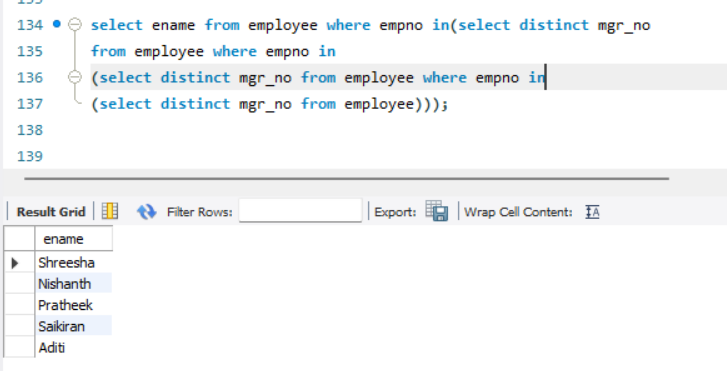 133
134 select ename from employee where empno in(select distinct mgr_no
135 from employee where empno in
136 (select distinct mgr_no from employee where empno in
137 (select distinct mgr_no from employee)));
138
139
Result Grid Filter Rows: Export: Wrap Cell Content: IA
ename
Shreesha
Nishanth
Pratheek
Saikiran
Aditi